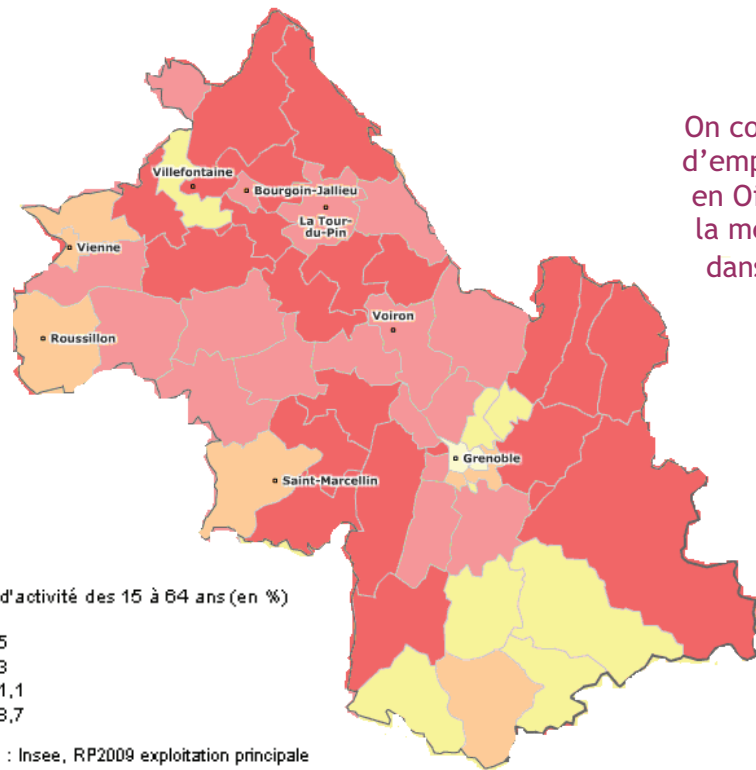 On co
d'emp
en O
la m
dans
Villefontaine
Bourgoin-Jallieu
La Tour-
du-Pin
Vienne
Voiron
Roussillon
Grenoble
Saint-Marcellin
d'activité des 15 à 64 ans (en %)
5
3
1,1
3,7
: Insee, RP2009 exploitation principale